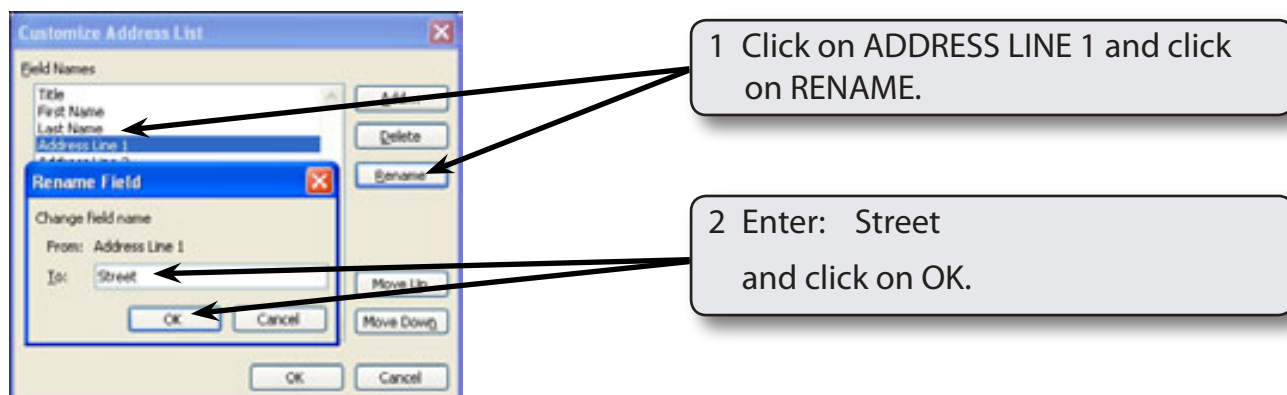 Customize Address List
Field Names
Title
First Name
Last Name
Address Line 1
Add...
Delete
Rename
Rename Field
Change field name
From: Address Line 1
To: Street
OK Cancel
Move Up
Move Down
OK Cancel
1 Click on ADDRESS LINE 1 and click
on RENAME.
2 Enter: Street
and click on OK.